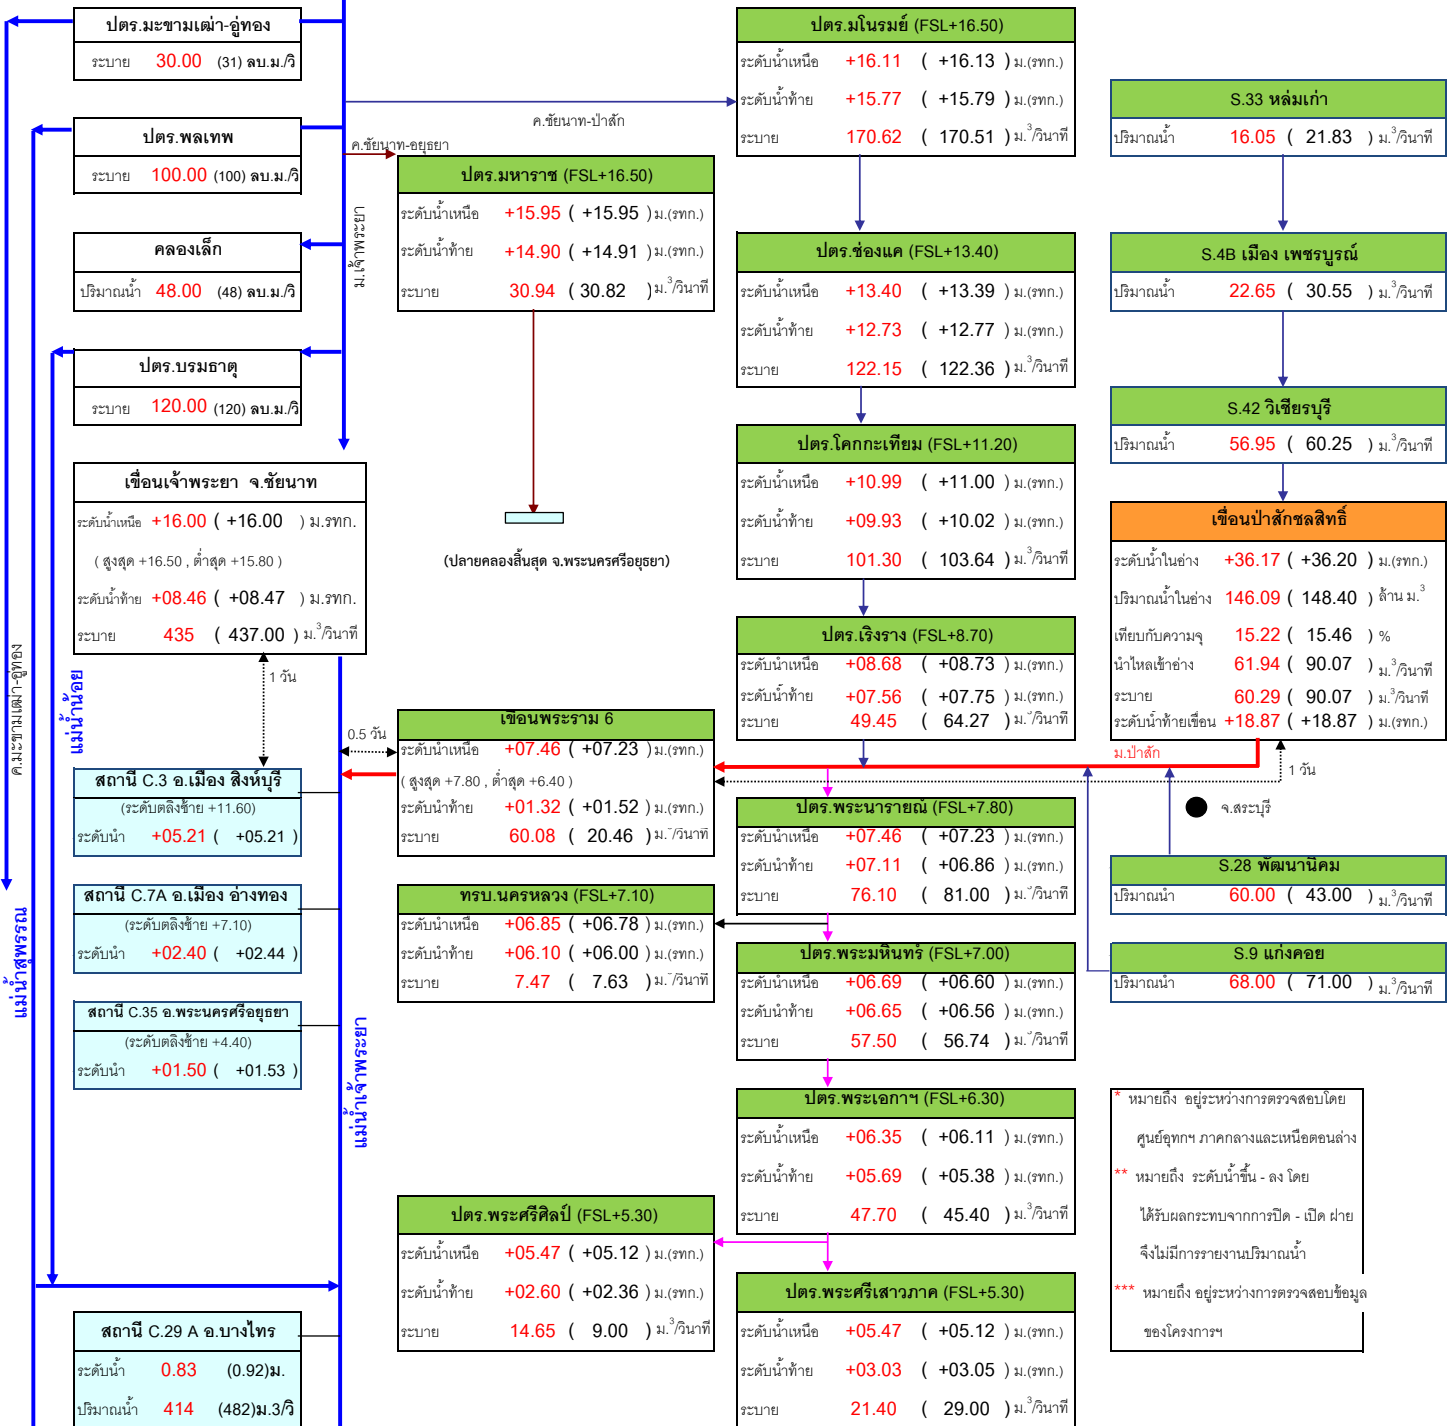 ปตร.มะขามเฒ่า-อู่ทอง
ระบาย 30.00 (31) ลบ.ม./วิ
ปตร.พลเทพ
ระบาย 100.00 (100) ลบ.ม./วิ
คลองเล็ก
ปริมาณน้ำ 48.00 (48) ลบ.ม./วิ
ปตร.บรมธาตุ
ระบาย 120.00 (120) ลบ.ม./วิ
เขื่อนเจ้าพระยา จ.ชัยนาท
ระดับน้ำเหนือ +16.00 ( +16.00 ) ม.รทก.
( สูงสุด +16.50 , ต่ำสุด +15.80 )
ระดับน้ำท้าย +08.46 ( +08.47 ) ม.รทก.
ระบาย 435 ( 437.00 ) ม.3/วินาที
1 วัน
ค.มะขามเฒ่า-อู่ทอง
แม่น้ำน้อย
แม่น้ำสุพรรณ
แม่น้ำเจ้าพระยา
ม.เจ้าพระยา
สถานี C.3 อ.เมือง สิงห์บุรี
(ระดับตลิ่งซ้าย +11.60)
ระดับน้ำ +05.21 ( +05.21 )
สถานี C.7A อ.เมือง อ่างทอง
(ระดับตลิ่งซ้าย +7.10)
ระดับน้ำ +02.40 ( +02.44 )
สถานี C.35 อ.พระนครศรีอยุธยา
(ระดับตลิ่งซ้าย +4.40)
ระดับน้ำ +01.50 ( +01.53 )
สถานี C.29 A อ.บางไทร
ระดับน้ำ 0.83 (0.92)ม.
ปริมาณน้ำ 414 (482)ม.3/วิ
ค.ชัยนาท-ป่าสัก
ค.ชัยนาท-อยุธยา
ปตร.มหาราช (FSL+16.50)
ระดับน้ำเหนือ +15.95 ( +15.95 ) ม.(รทก.)
ระดับน้ำท้าย +14.90 ( +14.91 ) ม.(รทก.)
ระบาย 30.94 ( 30.82 ) ม.3/วินาที
(ปลายคลองสิ้นสุด จ.พระนครศรีอยุธยา)
0.5 วัน
เขื่อนพระราม 6
ระดับน้ำเหนือ +07.46 ( +07.23 ) ม.(รทก.)
( สูงสุด +7.80 , ต่ำสุด +6.40 )
ระดับน้ำท้าย +01.32 ( +01.52 ) ม.(รทก.)
ระบาย 60.08 ( 20.46 ) ม.3/วินาที
ทรบ.นครหลวง (FSL+7.10)
ระดับน้ำเหนือ +06.85 ( +06.78 ) ม.(รทก.)
ระดับน้ำท้าย +06.10 ( +06.00 ) ม.(รทก.)
ระบาย 7.47 ( 7.63 ) ม.3/วินาที
ปตร.พระศรีศิลป์ (FSL+5.30)
ระดับน้ำเหนือ +05.47 ( +05.12 ) ม.(รทก.)
ระดับน้ำท้าย +02.60 ( +02.36 ) ม.(รทก.)
ระบาย 14.65 ( 9.00 ) ม.3/วินาที
ปตร.มโนรมย์ (FSL+16.50)
ระดับน้ำเหนือ +16.11 ( +16.13 ) ม.(รทก.)
ระดับน้ำท้าย +15.77 ( +15.79 ) ม.(รทก.)
ระบาย 170.62 ( 170.51 ) ม.3/วินาที
ปตร.ช่องแค (FSL+13.40)
ระดับน้ำเหนือ +13.40 ( +13.39 ) ม.(รทก.)
ระดับน้ำท้าย +12.73 ( +12.77 ) ม.(รทก.)
ระบาย 122.15 ( 122.36 ) ม.3/วินาที
ปตร.โคกกะเทียม (FSL+11.20)
ระดับน้ำเหนือ +10.99 ( +11.00 ) ม.(รทก.)
ระดับน้ำท้าย +09.93 ( +10.02 ) ม.(รทก.)
ระบาย 101.30 ( 103.64 ) ม.3/วินาที
ปตร.เริงราง (FSL+8.70)
ระดับน้ำเหนือ +08.68 ( +08.73 ) ม.(รทก.)
ระดับน้ำท้าย +07.56 ( +07.75 ) ม.(รทก.)
ระบาย 49.45 ( 64.27 ) ม.3/วินาที
ปตร.พระนารายณ์ (FSL+7.80)
ระดับน้ำเหนือ +07.46 ( +07.23 ) ม.(รทก.)
ระดับน้ำท้าย +07.11 ( +06.86 ) ม.(รทก.)
ระบาย 76.10 ( 81.00 ) ม.3/วินาที
ปตร.พระมหินทร์ (FSL+7.00)
ระดับน้ำเหนือ +06.69 ( +06.60 ) ม.(รทก.)
ระดับน้ำท้าย +06.65 ( +06.56 ) ม.(รทก.)
ระบาย 57.50 ( 56.74 ) ม.3/วินาที
ปตร.พระเอกาฯ (FSL+6.30)
ระดับน้ำเหนือ +06.35 ( +06.11 ) ม.(รทก.)
ระดับน้ำท้าย +05.69 ( +05.38 ) ม.(รทก.)
ระบาย 47.70 ( 45.40 ) ม.3/วินาที
ปตร.พระศรีเสาวภาค (FSL+5.30)
ระดับน้ำเหนือ +05.47 ( +05.12 ) ม.(รทก.)
ระดับน้ำท้าย +03.03 ( +03.05 ) ม.(รทก.)
ระบาย 21.40 ( 29.00 ) ม.3/วินาที
S.33 หล่มเก่า
ปริมาณน้ำ 16.05 ( 21.83 ) ม.3/วินาที
S.4B เมือง เพชรบูรณ์
ปริมาณน้ำ 22.65 ( 30.55 ) ม.3/วินาที
S.42 วิเชียรบุรี
ปริมาณน้ำ 56.95 ( 60.25 ) ม.3/วินาที
เขื่อนป่าสักชลสิทธิ์
ระดับน้ำในอ่าง +36.17 ( +36.20 ) ม.(รทก.)
ปริมาณน้ำในอ่าง 146.09 ( 148.40 ) ล้าน ม.3
เทียบกับความจุ 15.22 ( 15.46 ) %
น้ำไหลเข้าอ่าง 61.94 ( 90.07 ) ม.3/วินาที
ระบาย 60.29 ( 90.07 ) ม.3/วินาที
ระดับน้ำท้ายเขื่อน +18.87 ( +18.87 ) ม.(รทก.)
ม.ป่าสัก
1 วัน
จ.สระบุรี
S.28 พัฒนานิคม
ปริมาณน้ำ 60.00 ( 43.00 ) ม.3/วินาที
S.9 แก่งคอย
ปริมาณน้ำ 68.00 ( 71.00 ) ม.3/วินาที
* หมายถึง อยู่ระหว่างการตรวจสอบโดย
ศูนย์อุทกฯ ภาคกลางและเหนือตอนล่าง
** หมายถึง ระดับน้ำขึ้น - ลง โดย
ได้รับผลกระทบจากการปิด - เปิด ฝาย
จึงไม่มีการรายงานปริมาณน้ำ
*** หมายถึง อยู่ระหว่างการตรวจสอบข้อมูล
ของโครงการฯ